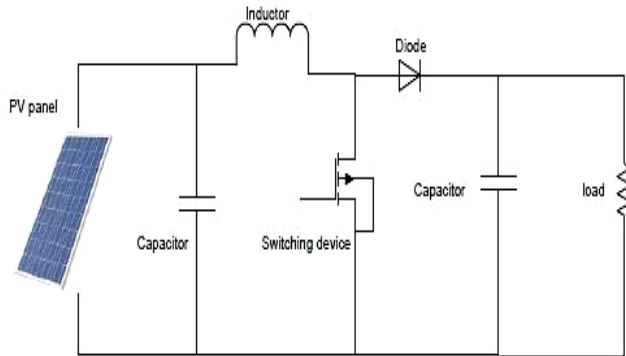 Inductor
Diode
PV panel
Capacitor
load
Capacitor
Switching device